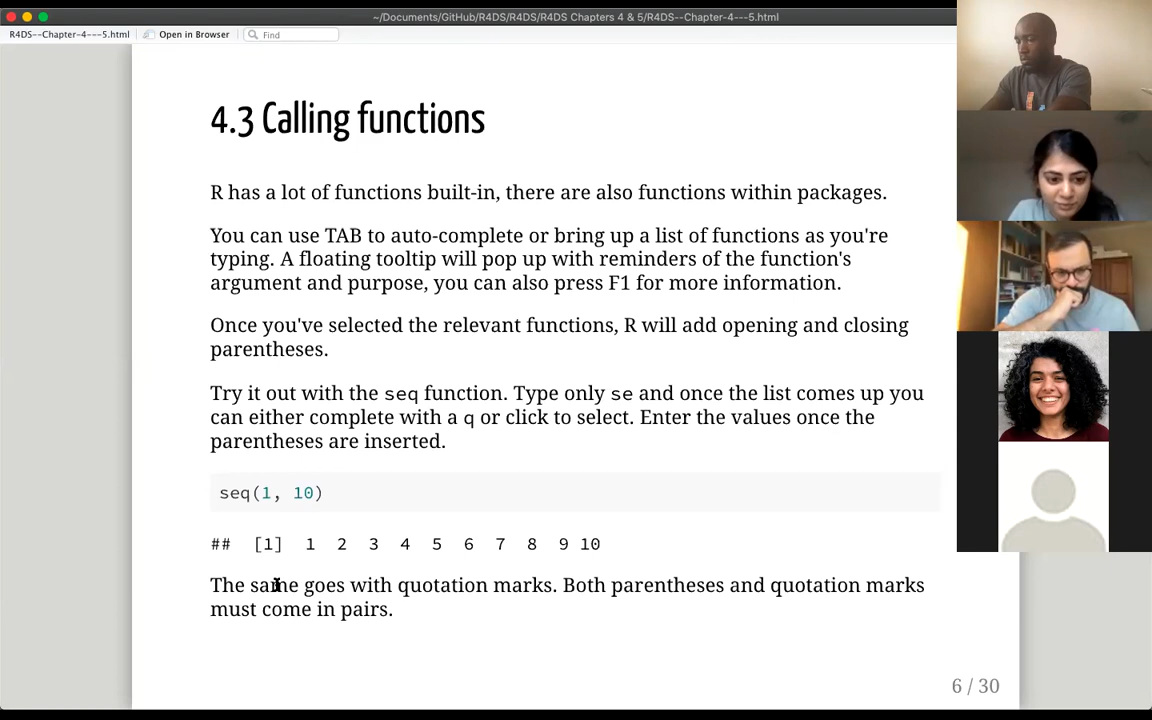 ~/Documents/GitHub/R4DS/R4DS/R4DS Chapters 4 & 5/R4DS--Chapter-4---5.html
R4DS--Chapter-4---5.html
Open in Browser
Find
4.3 Calling functions
R has a lot of functions built-in, there are also functions within packages.
You can use TAB to auto-complete or bring up a list of functions as you're
typing. A floating tooltip will pop up with reminders of the function's
argument and purpose, you can also press F1 for more information.
Once you've selected the relevant functions, R will add opening and closing
parentheses.
Try it out with the seq function. Type only se and once the list comes up you
can either complete with a q or click to select. Enter the values once the
parentheses are inserted.
seq(1, 10)
## [1] 1 2 3 4 5 6 7 8 9 10
The same goes with quotation marks. Both parentheses and quotation marks
must come in pairs.
6 / 30